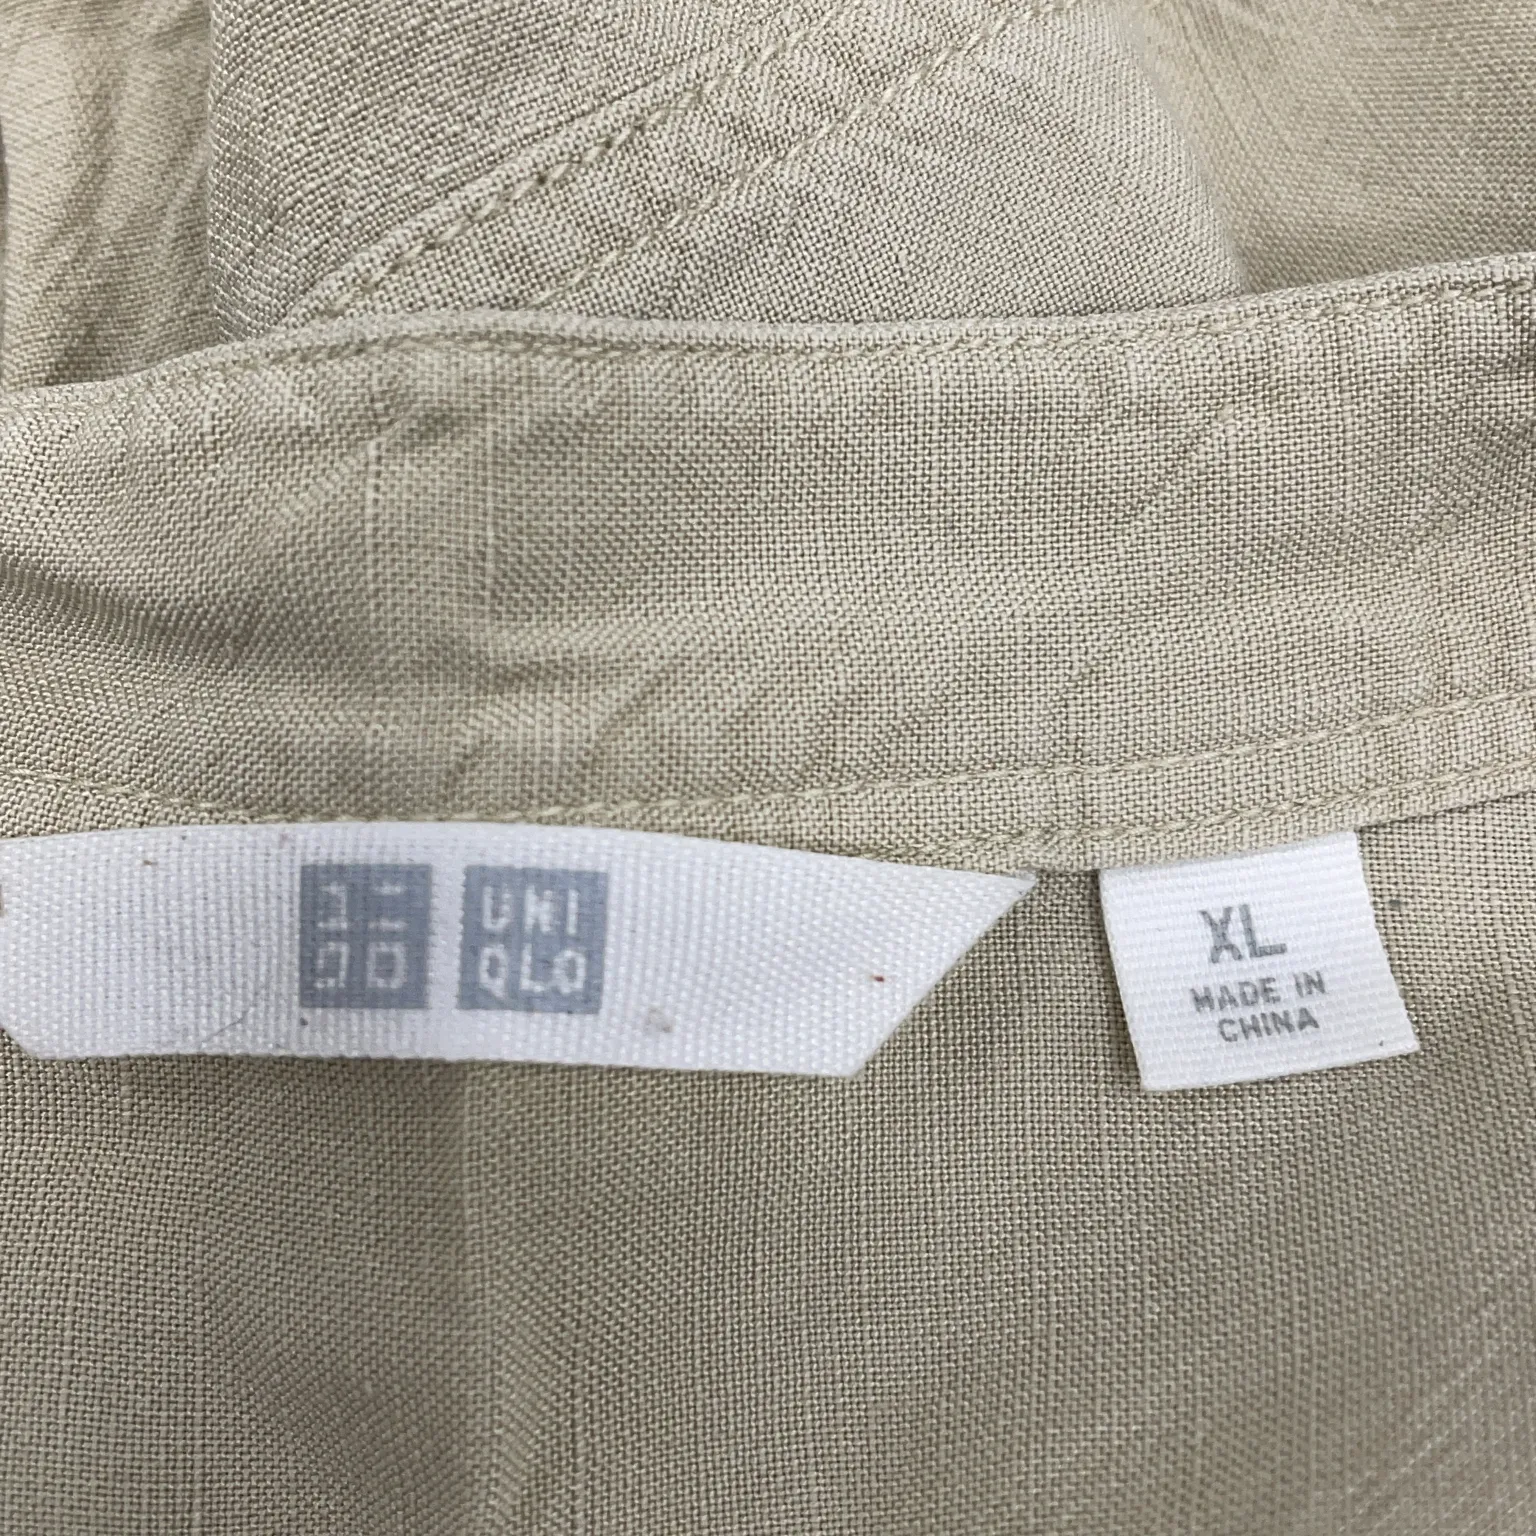 ユニ
クロ
UNI
QLO
XL
MADE IN
CHINA